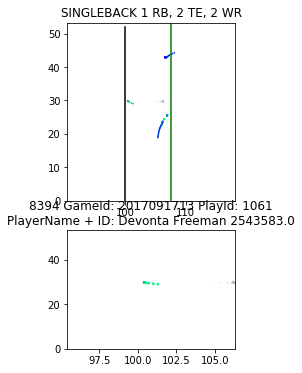 SINGLEBACK 1 RB, 2 TE, 2 WR
50
40
30
20
10
0
100 110
8394 GameId: 2017091713 PlayId: 1061
PlayerName + ID: Devonta Freeman 2543583.0
40
20
0
97.5 100.0 102.5 105.0